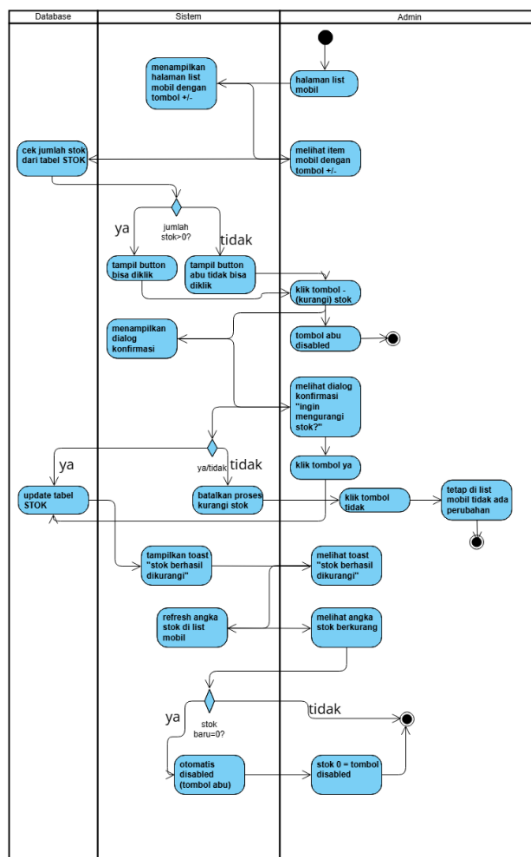 Database
Sistem
Admin
menampilkan
halaman list
mobil dengan
tombol +/-
halaman list
mobil
cek jumlah stok
dari tabel STOK
melihat item
mobil dengan
tombol +/-
ya
jumlah
stok>0?
tidak
tampil button
bisa diklik
tampil button
abu tidak bisa
diklik
klik tombol -
(kurangi) stok
menampilkan
dialog
konfirmasi
tombol abu
disabled
melihat dialog
konfirmasi
"ingin
mengurangi
stok?"
ya
ya/tidak
tidak
klik tombol ya
update tabel
STOK
batalkan proses
kurangi stok
klik tombol
tidak
tetap di list
mobil tidak ada
perubahan
tampilkan toast
"stok berhasil
dikurangi"
melihat toast
"stok berhasil
dikurangi"
refresh angka
stok di list
mobil
melihat angka
stok berkurang
ya
stok
baru=0?
tidak
otomatis
disabled
(tombol abu)
stok 0 = tombol
disabled